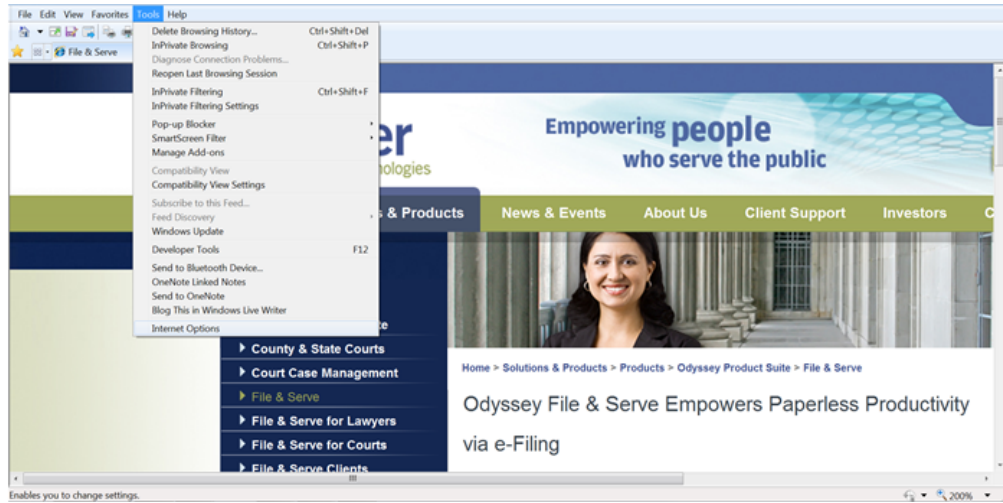 File Edit View Favorites Tools Help
File & Serve
Delete Browsing History... Ctrl+Shift+Del
InPrivate Browsing Ctrl+Shift+P
Diagnose Connection Problems...
Reopen Last Browsing Session
InPrivate Filtering Ctrl+Shift+F
InPrivate Filtering Settings
Pop-up Blocker
SmartScreen Filter
Manage Add-ons
Compatibility View
Compatibility View Settings
Subscribe to this Feed...
Feed Discovery
Windows Update
Developer Tools F12
Send to Bluetooth Device...
OneNote Linked Notes
Send to OneNote
Blog This in Windows Live Writer
Internet Options
er
nologies
Empowering people
who serve the public
& Products News & Events About Us Client Support Investors C
County & State Courts
Court Case Management
File & Serve
File & Serve for Lawyers
File & Serve for Courts
File & Serve Clients
Home > Solutions & Products > Products > Odyssey Product Suite > File & Serve
Odyssey File & Serve Empowers Paperless Productivity
via e-Filing
Enables you to change settings. 200%